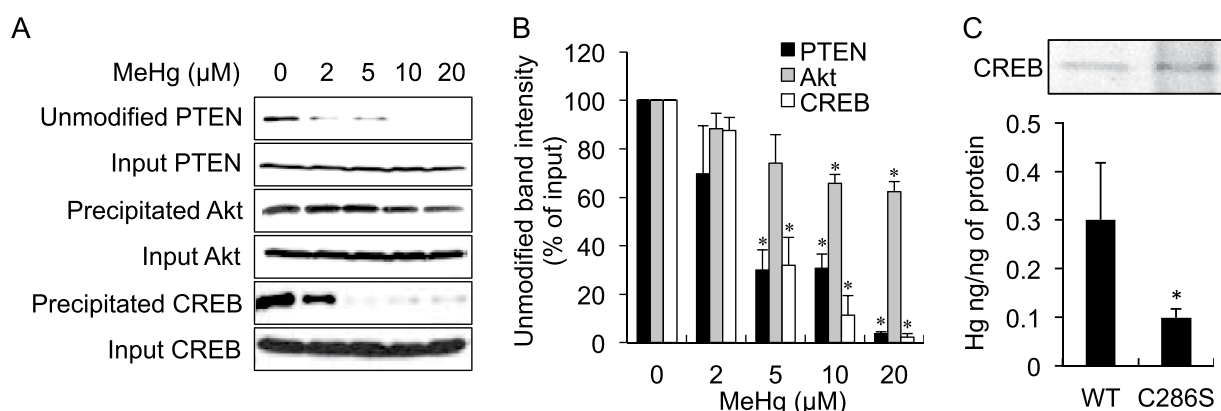 A
MeHg (µM)
0 2 5 10 20
Unmodified PTEN
Input PTEN
Precipitated Akt
Input Akt
Precipitated CREB
Input CREB
B
Unmodified band intensity
(% of input)
120
100
80
60
40
20
0
PTEN
Akt
CREB
* * * * * * * *
0 2 5 10 20
MeHg (µM)
C
CREB
Hg ng/ng of protein
0.5
0.4
0.3
0.2
0.1
0
*
WT C286S